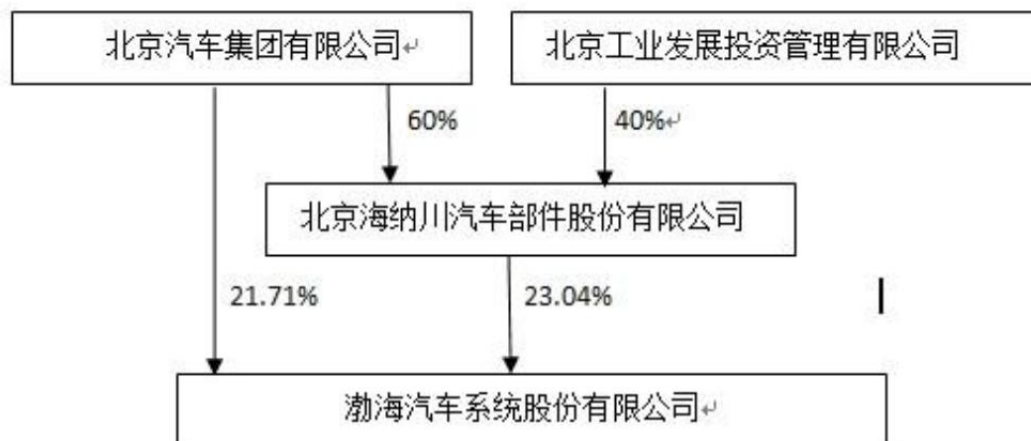 北京汽车集团有限公司
北京工业发展投资管理有限公司
60%
40%
北京海纳川汽车部件股份有限公司
21.71%
23.04%
渤海汽车系统股份有限公司